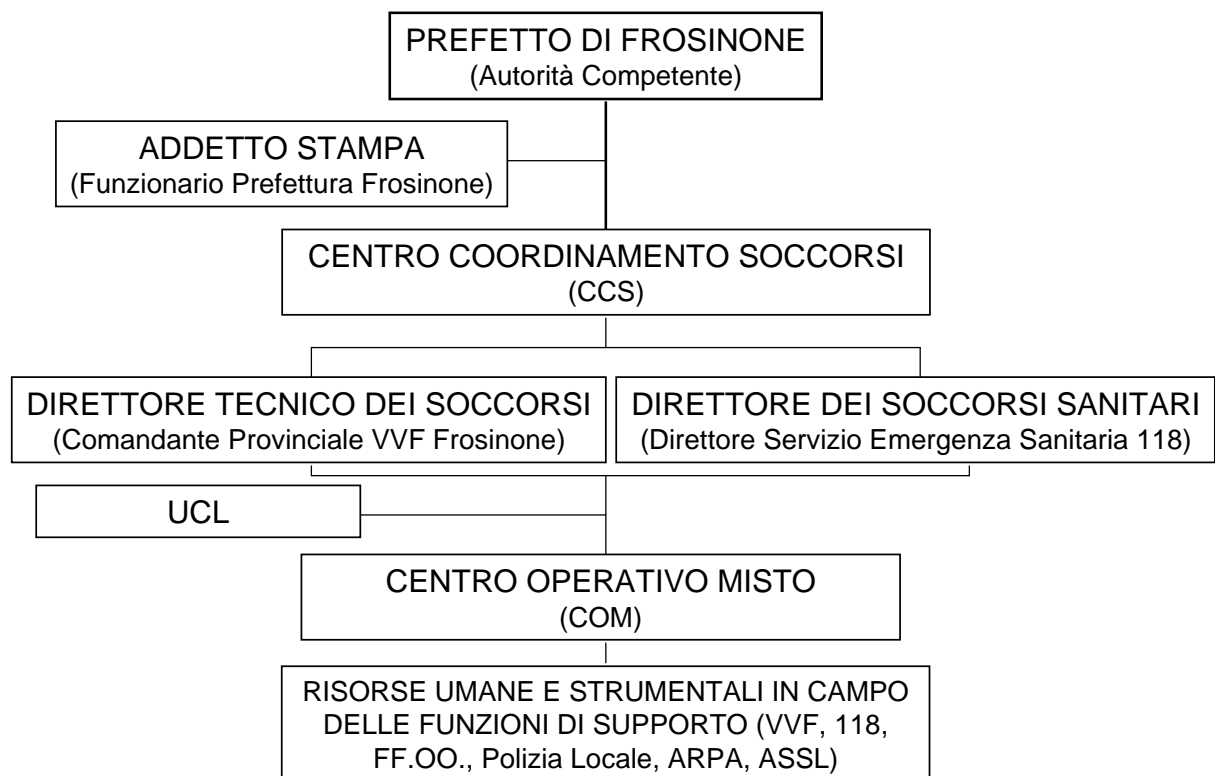 PREFETTO DI FROSINONE
(Autorità Competente)
ADDETTO STAMPA
(Funzionario Prefettura Frosinone)
CENTRO COORDINAMENTO SOCCORSI
(CCS)
DIRETTORE TECNICO DEI SOCCORSI
(Comandante Provinciale VVF Frosinone)
DIRETTORE DEI SOCCORSI SANITARI
(Direttore Servizio Emergenza Sanitaria 118)
UCL
CENTRO OPERATIVO MISTO
(COM)
RISORSE UMANE E STRUMENTALI IN CAMPO
DELLE FUNZIONI DI SUPPORTO (VVF, 118,
FF.OO., Polizia Locale, ARPA, ASSL)